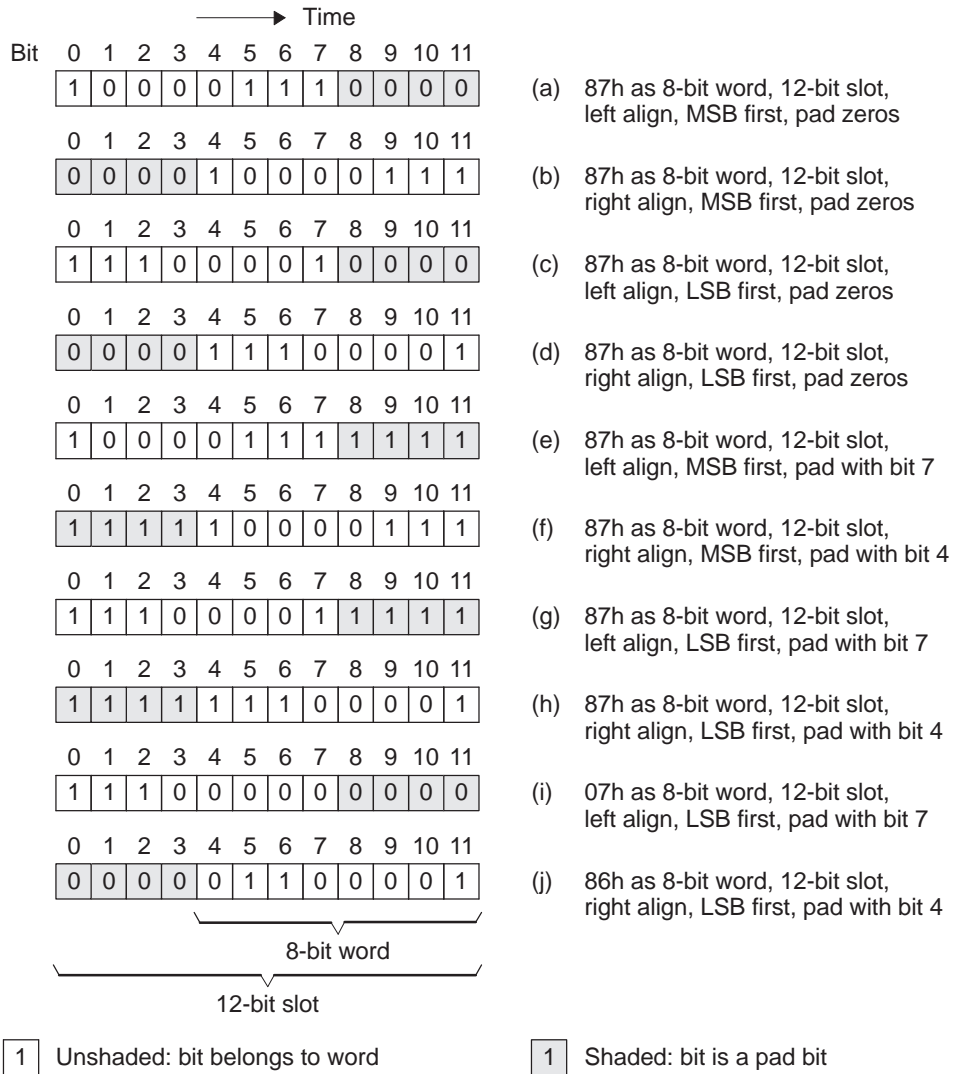 Time
Bit 0 1 2 3 4 5 6 7 8 9 10 11
1 0 0 0 0 1 1 1 0 0 0 0
(a) 87h as 8-bit word, 12-bit slot,
left align, MSB first, pad zeros
0 1 2 3 4 5 6 7 8 9 10 11
0 0 0 0 1 0 0 0 0 1 1 1
(b) 87h as 8-bit word, 12-bit slot,
right align, MSB first, pad zeros
0 1 2 3 4 5 6 7 8 9 10 11
1 1 1 0 0 0 0 1 0 0 0 0
(c) 87h as 8-bit word, 12-bit slot,
left align, LSB first, pad zeros
0 1 2 3 4 5 6 7 8 9 10 11
0 0 0 0 1 1 1 0 0 0 0 1
(d) 87h as 8-bit word, 12-bit slot,
right align, LSB first, pad zeros
0 1 2 3 4 5 6 7 8 9 10 11
1 0 0 0 0 1 1 1 1 1 1 1
(e) 87h as 8-bit word, 12-bit slot,
left align, MSB first, pad with bit 7
0 1 2 3 4 5 6 7 8 9 10 11
1 1 1 1 1 0 0 0 0 1 1 1
(f) 87h as 8-bit word, 12-bit slot,
right align, MSB first, pad with bit 4
0 1 2 3 4 5 6 7 8 9 10 11
1 1 1 0 0 0 0 1 1 1 1 1
(g) 87h as 8-bit word, 12-bit slot,
left align, LSB first, pad with bit 7
0 1 2 3 4 5 6 7 8 9 10 11
1 1 1 1 1 1 1 0 0 0 0 1
(h) 87h as 8-bit word, 12-bit slot,
right align, LSB first, pad with bit 4
0 1 2 3 4 5 6 7 8 9 10 11
1 1 1 0 0 0 0 0 0 0 0 0
(i) 07h as 8-bit word, 12-bit slot,
left align, LSB first, pad with bit 7
0 1 2 3 4 5 6 7 8 9 10 11
0 0 0 0 0 1 1 0 0 0 0 1
(j) 86h as 8-bit word, 12-bit slot,
right align, LSB first, pad with bit 4
8-bit word
12-bit slot
1 Unshaded: bit belongs to word
1 Shaded: bit is a pad bit